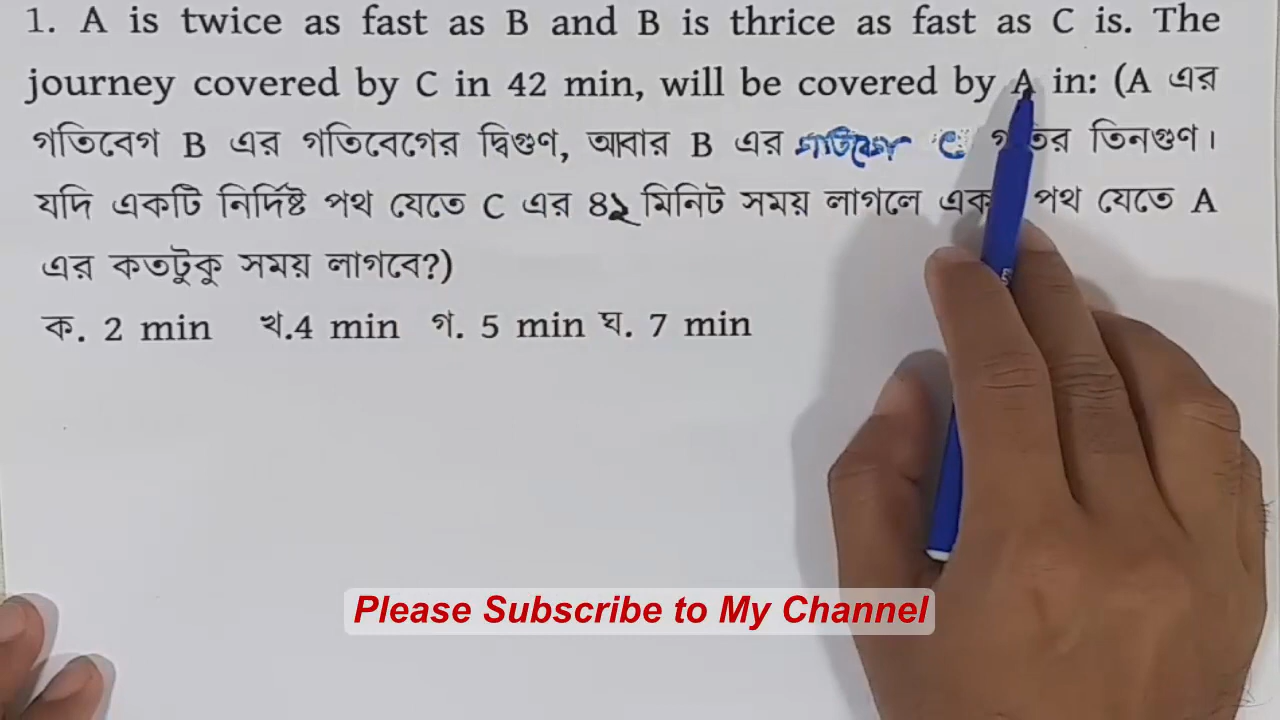 1. A is twice as fast as B and B is thrice as fast as C is. The
journey covered by C in 42 min, will be covered by A in: (A এর
গতিবেগ B এর গতিবেগের দ্বিগুণ, আবার B এর গতিবেগ C তিনগুণ।
যদি একটি নির্দিষ্ট পথ যেতে C এর ৪২ মিনিট সময় লাগলে পথ যেতে A
এর কতটুকু সময় লাগবে?)
ক. 2 min খ.4 min গ. 5 min ঘ. 7 min
Please Subscribe to My Channel